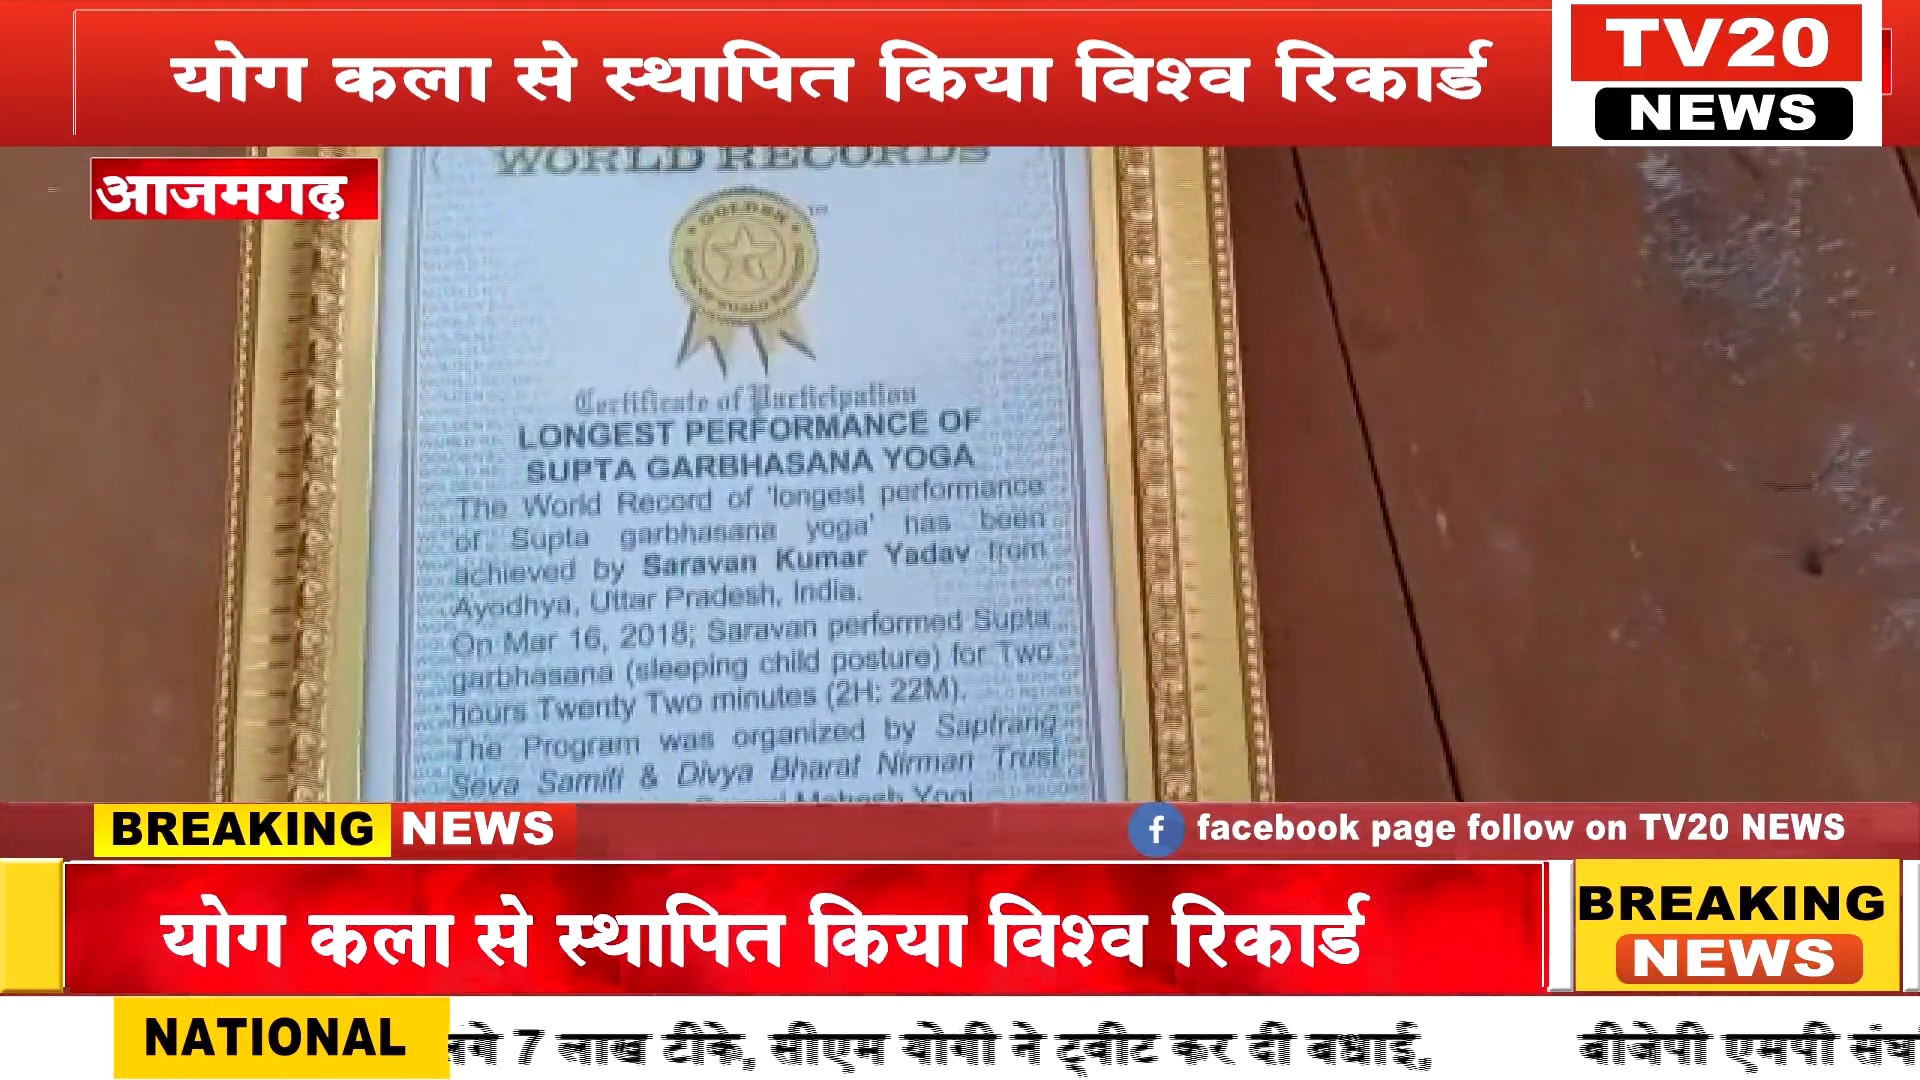 योग कला से स्थापित किया विश्व रिकार्ड
TV20
NEWS
आजमगढ़
WORLD RECORDS
GOLDEN
Certificate of Participation
LONGEST PERFORMANCE OF
SUPTA GARBHASANA YOGA
The World Record of 'longest performance
of Supta garbhasana yoga' has been
achieved by Saravan Kumar Yadav from
Ayodhya, Uttar Pradesh, India.
On Mar 16, 2018; Saravan performed Supta
garbhasana (sleeping child posture) for Two
hours Twenty Two minutes (2H: 22M).
The Program was organized by Saptrang
Seva Samiti & Divya Bharat Nirman Trust
Mahesh Yogi
BREAKING NEWS
facebook page follow on TV20 NEWS
योग कला से स्थापित किया विश्व रिकार्ड
BREAKING
NEWS
NATIONAL
7 लाख टीके, सीएम योगी ने ट्वीट कर दी बधाई, बीजेपी एमपी